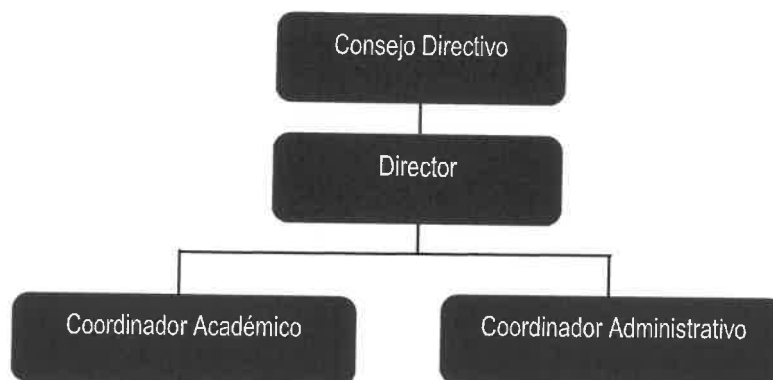 Consejo Directivo
Director
Coordinador Académico
Coordinador Administrativo